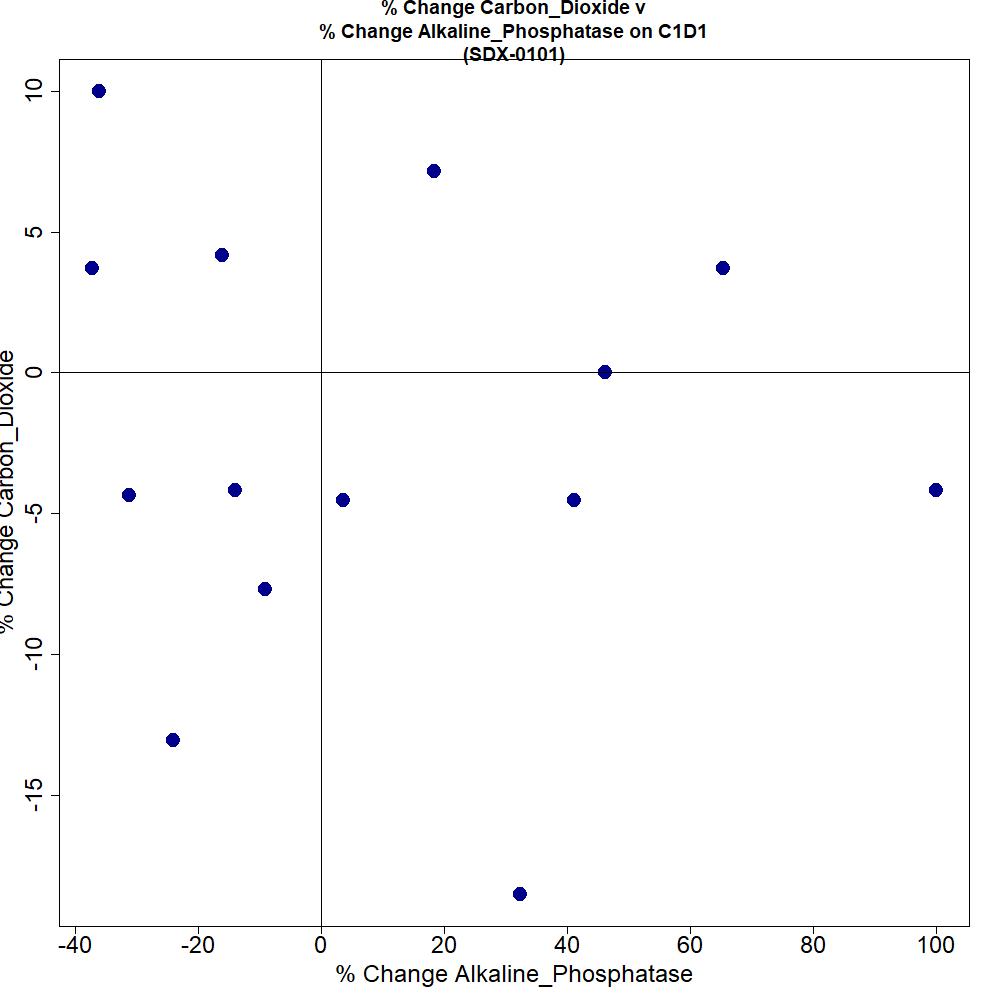 % Change Carbon_Dioxide v
% Change Alkaline_Phosphatase on C1D1
(SDX-0101)
% Change Carbon_Dioxide
10
5
0
-5
-10
-15
-40
-20
0
20
40
60
80
100
% Change Alkaline_Phosphatase